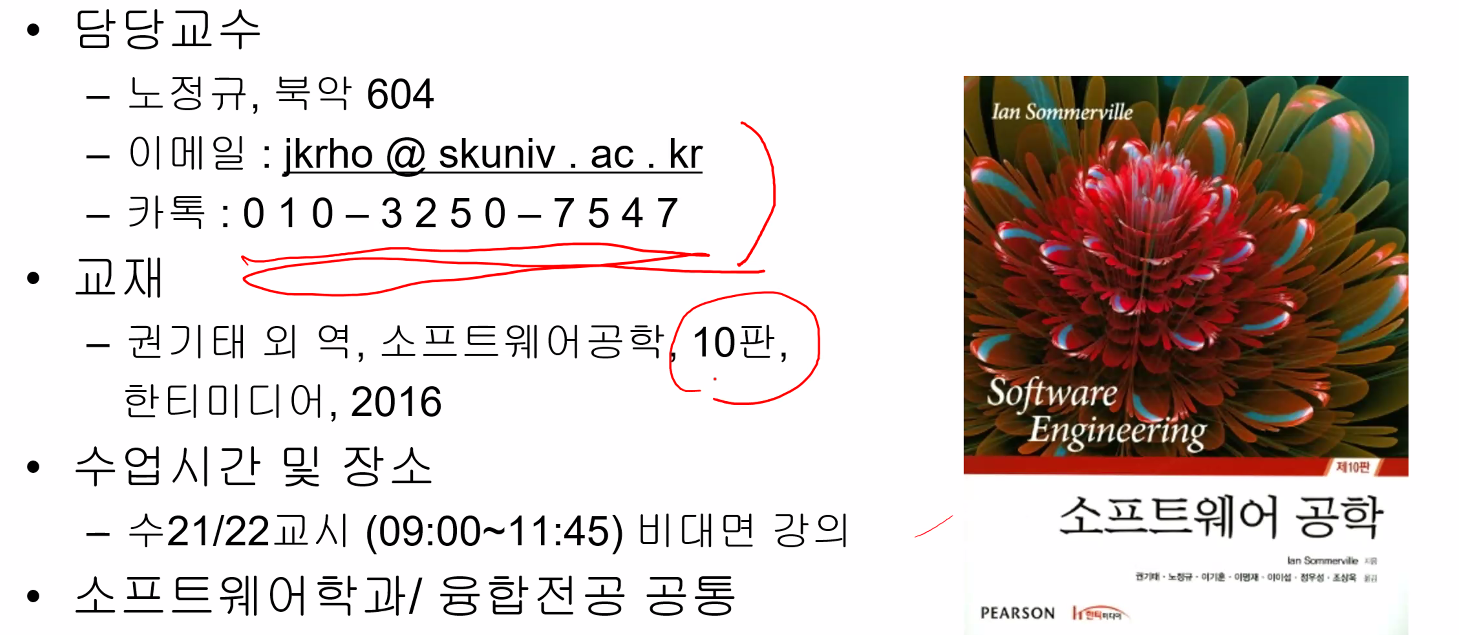 • 담당교수
– 노정규, 북악 604
– 이메일 : jkrho @ skuniv . ac . kr
– 카톡 : 0 1 0 – 3 2 5 0 – 7 5 4 7
• 교재
– 권기태 외 역, 소프트웨어공학, 10판,
한티미디어, 2016
• 수업시간 및 장소
– 수21/22교시 (09:00~11:45) 비대면 강의
• 소프트웨어학과/ 융합전공 공통
Ian Sommerville
Software
Engineering
제10판
소프트웨어 공학
Ian Sommerville 지음
권기태 · 노정규 · 이기훈 · 이명재 · 이이섭 · 정우성 · 조상욱 옮김
PEARSON 한티미디어